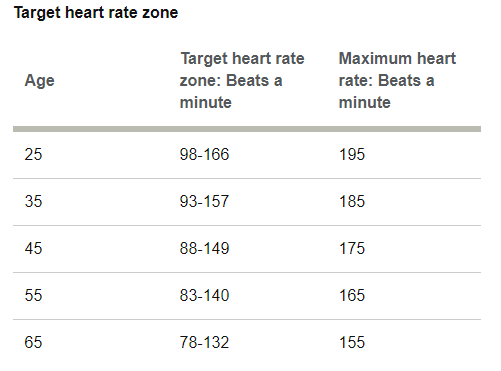 Target heart rate zone
Age
Target heart rate
zone: Beats a
minute
Maximum heart
rate: Beats a
minute
25 98-166 195
35 93-157 185
45 88-149 175
55 83-140 165
65 78-132 155